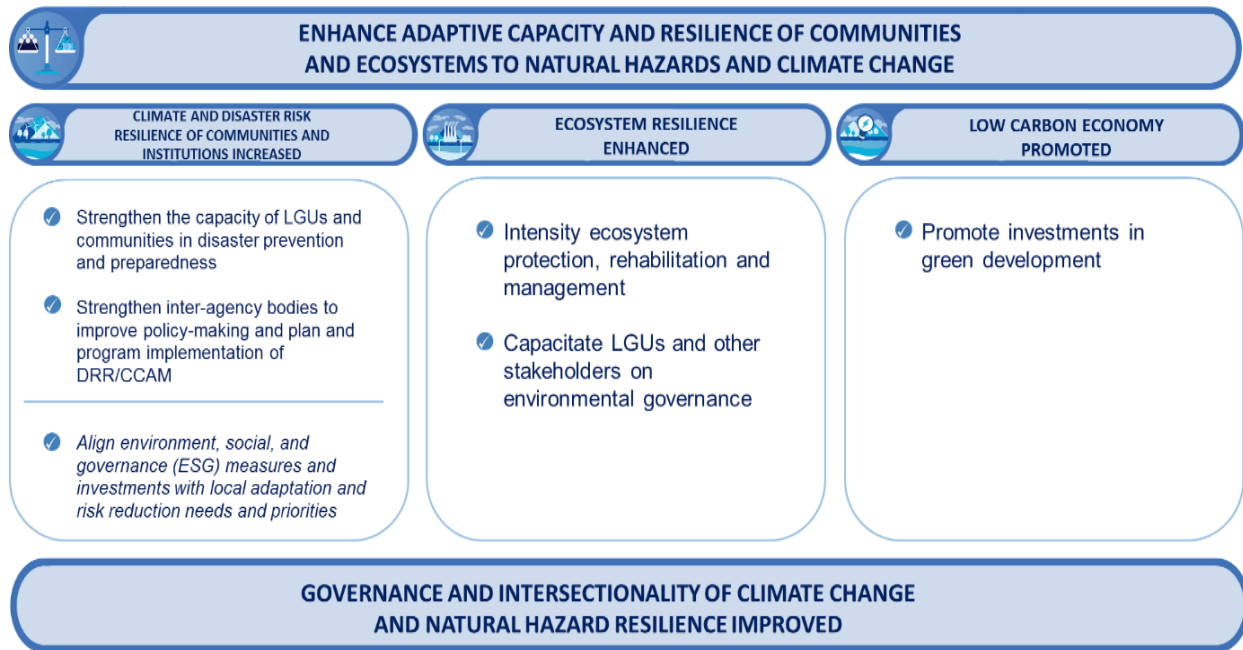 ENHANCE ADAPTIVE CAPACITY AND RESILIENCE OF COMMUNITIES
AND ECOSYSTEMS TO NATURAL HAZARDS AND CLIMATE CHANGE
CLIMATE AND DISASTER RISK
RESILIENCE OF COMMUNITIES AND
INSTITUTIONS INCREASED
Strengthen the capacity of LGUs and
communities in disaster prevention
and preparedness
Strengthen inter-agency bodies to
improve policy-making and plan and
program implementation of
DRR/CCAM
Align environment, social, and
governance (ESG) measures and
investments with local adaptation and
risk reduction needs and priorities
ECOSYSTEM RESILIENCE
ENHANCED
Intensity ecosystem
protection, rehabilitation and
management
Capacitate LGUs and other
stakeholders on
environmental governance
LOW CARBON ECONOMY
PROMOTED
Promote investments in
green development
GOVERNANCE AND INTERSECTIONALITY OF CLIMATE CHANGE
AND NATURAL HAZARD RESILIENCE IMPROVED